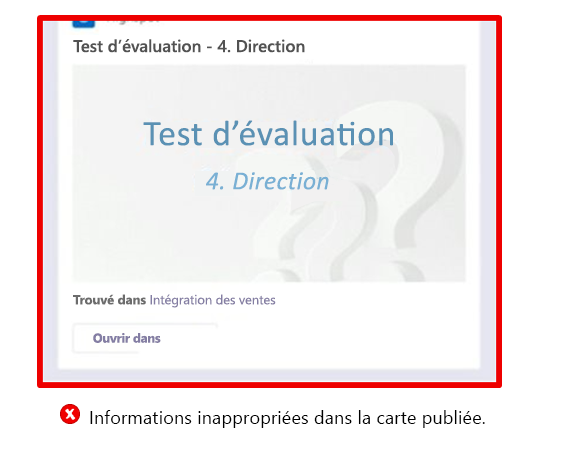 Test d’évaluation - 4. Direction
Test d’évaluation
4. Direction
Trouvé dans Intégration des ventes
Ouvrir dans
Informations inappropriées dans la carte publiée.